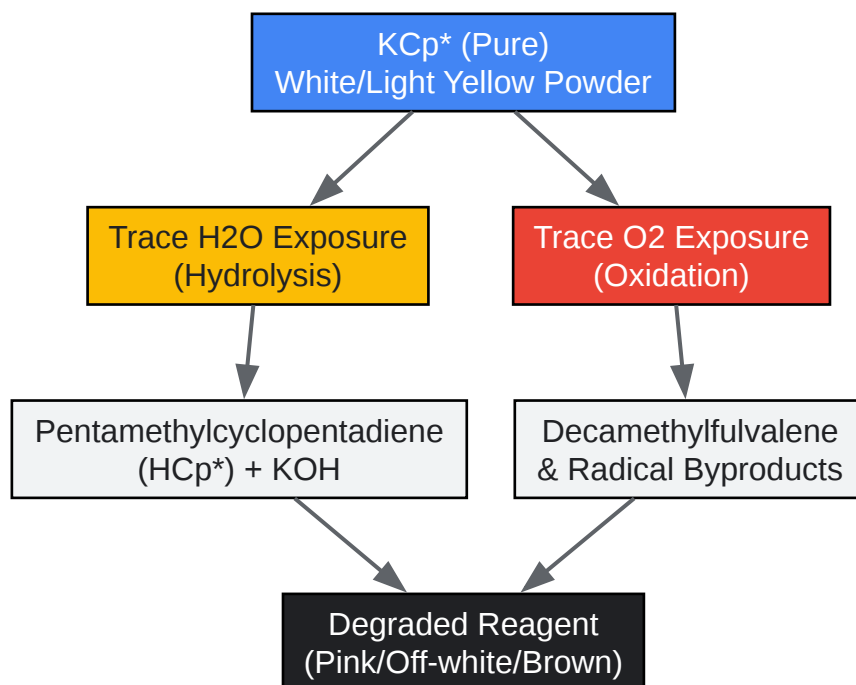 KCp* (Pure)
White/Light Yellow Powder
Trace H2O Exposure
(Hydrolysis)
Trace O2 Exposure
(Oxidation)
Pentamethylcyclopentadiene
(HCp*) + KOH
Decamethylfulvalene
& Radical Byproducts
Degraded Reagent
(Pink/Off-white/Brown)